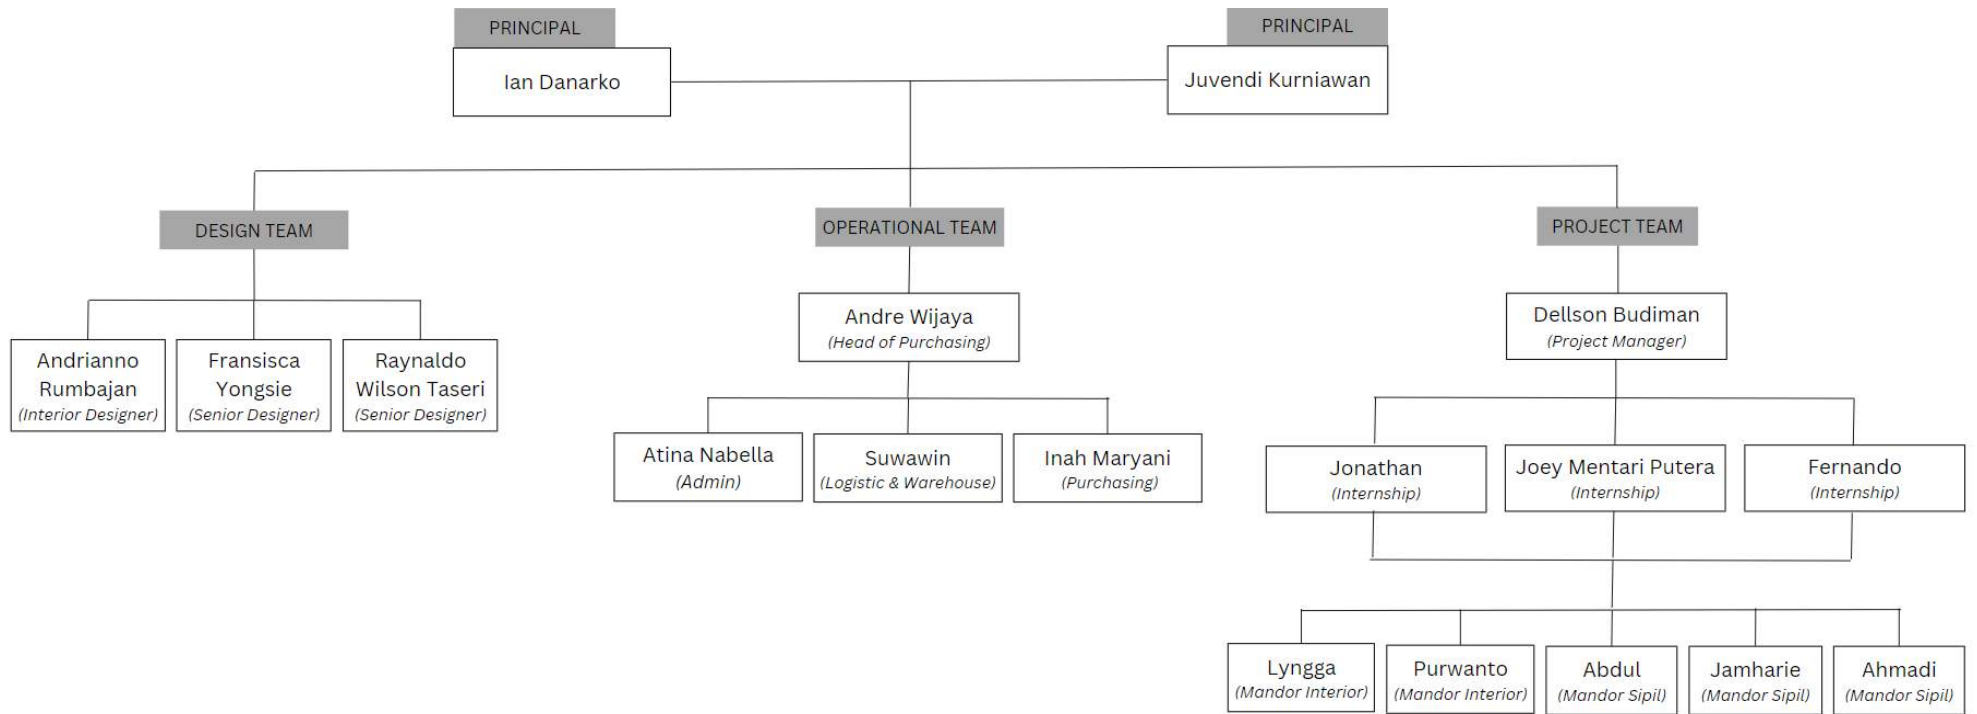 PRINCIPAL
Ian Danarko
PRINCIPAL
Juvendi Kurniawan
DESIGN TEAM
OPERATIONAL TEAM
PROJECT TEAM
Andrianno
Rumbajan
(Interior Designer)
Fransisca
Yongsie
(Senior Designer)
Raynaldo
Wilson Taseri
(Senior Designer)
Andre Wijaya
(Head of Purchasing)
Atina Nabella
(Admin)
Suwawin
(Logistic & Warehouse)
Inah Maryani
(Purchasing)
Dellson Budiman
(Project Manager)
Jonathan
(Internship)
Joey Mentari Putera
(Internship)
Fernando
(Internship)
Lyngga
(Mandor Interior)
Purwanto
(Mandor Interior)
Abdul
(Mandor Sipil)
Jamharie
(Mandor Sipil)
Ahmadi
(Mandor Sipil)